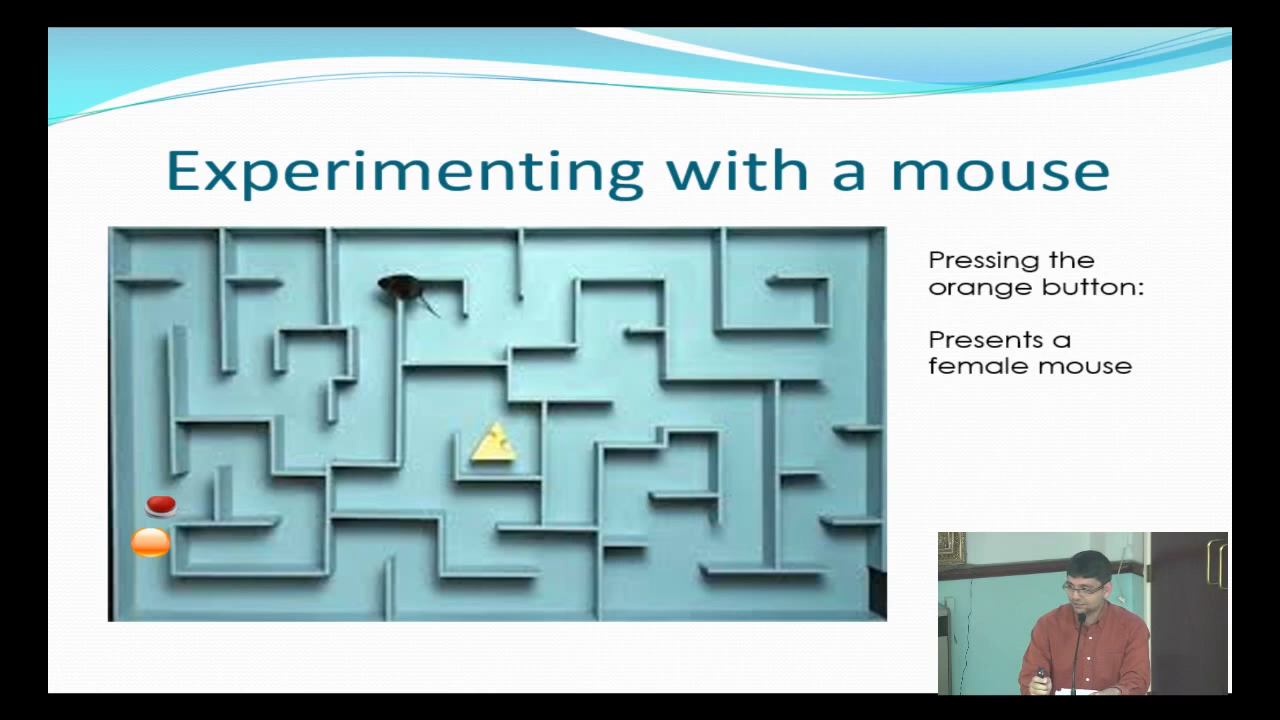 Experimenting with a mouse
Pressing the
orange button:
Presents a
female mouse